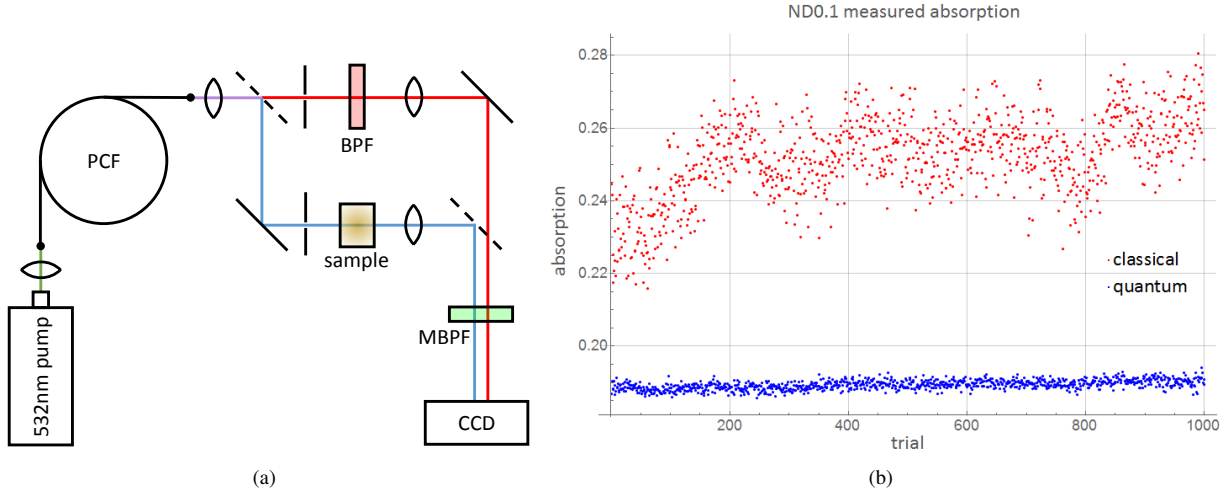 PCF
BPF
sample
MBPF
532nm pump
CCD
(a)
ND0.1 measured absorption
absorption
0.28
0.26
0.24
0.22
0.20
classical
quantum
200
400
600
800
1000
trial
(b)